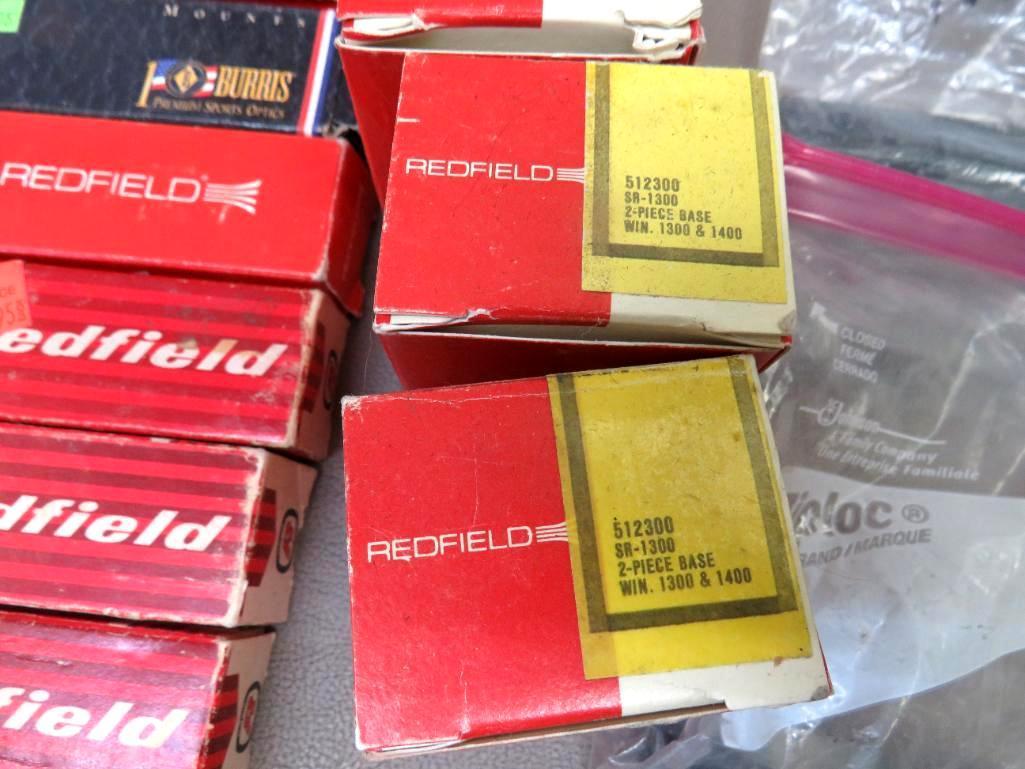 MOUNTS
BURRIS
PREMIUM SPORTS OPTICS
REDFIELD
edfield
dfield
field
REDFIELD
512300
SR-1300
2-PIECE BASE
WIN. 1300 & 1400
REDFIELD
512300
SR-1300
2-PIECE BASE
WIN. 1300 & 1400
CLOSED
FERMÉ
CERRADO
Johnson
A Family Company
Une Entreprise Familiale
Ziploc®
BRAND/MARQUE